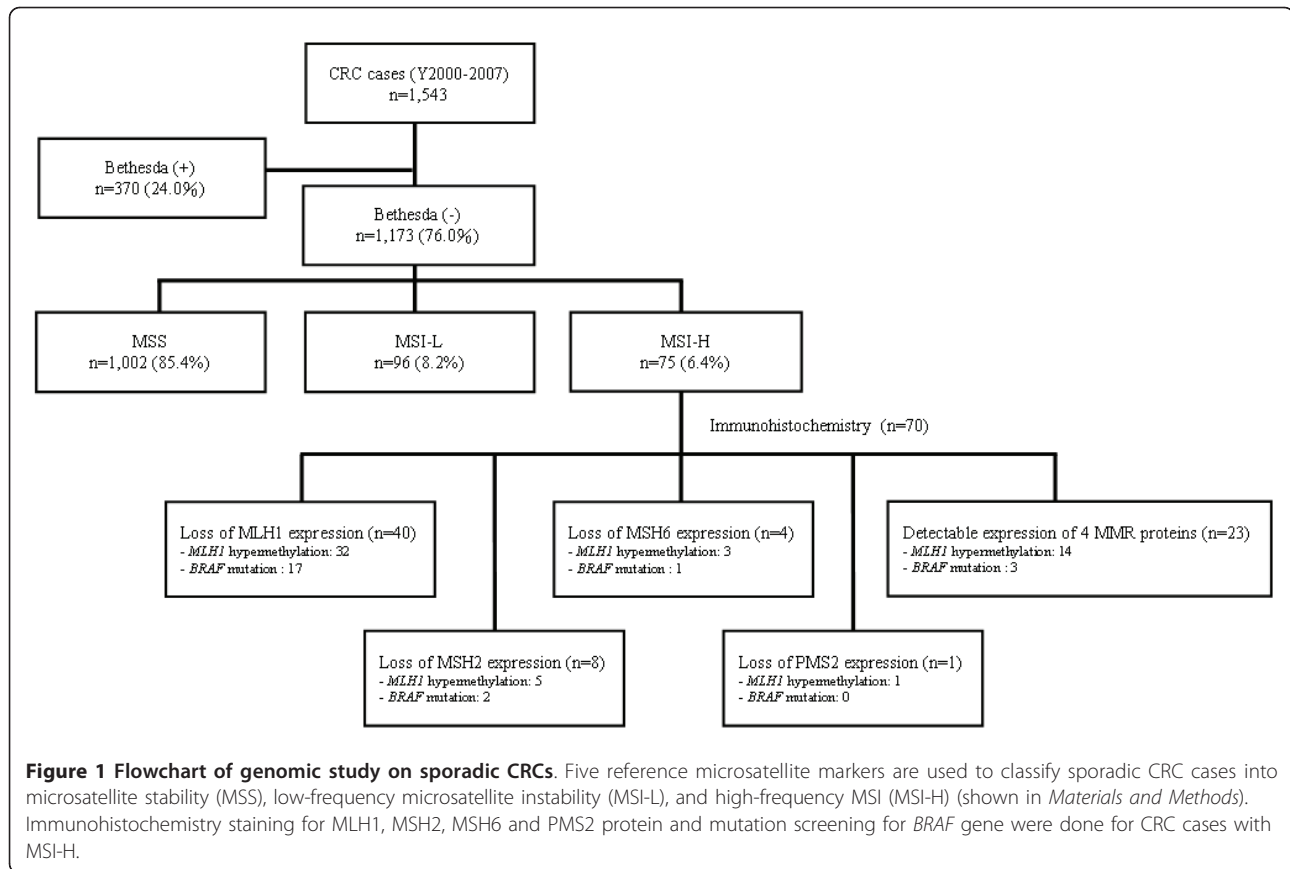 CRC cases (Y2000-2007)
n=1,543
Bethesda (+)
n=370 (24.0%)
Bethesda (-)
n=1,173 (76.0%)
MSS
n=1,002 (85.4%)
MSI-L
n=96 (8.2%)
MSI-H
n=75 (6.4%)
Immunohistochemistry (n=70)
Loss of MLH1 expression (n=40)
- MLH1 hypermethylation: 32
- BRAF mutation : 17
Loss of MSH6 expression (n=4)
- MLH1 hypermethylation: 3
- BRAF mutation : 1
Detectable expression of 4 MMR proteins (n=23)
- MLH1 hypermethylation: 14
- BRAF mutation : 3
Loss of MSH2 expression (n=8)
- MLH1 hypermethylation: 5
- BRAF mutation: 2
Loss of PMS2 expression (n=1)
- MLH1 hypermethylation: 1
- BRAF mutation: 0
Figure 1 Flowchart of genomic study on sporadic CRCs. Five reference microsatellite markers are used to classify sporadic CRC cases into
microsatellite stability (MSS), low-frequency microsatellite instability (MSI-L), and high-frequency MSI (MSI-H) (shown in Materials and Methods).
Immunohistochemistry staining for MLH1, MSH2, MSH6 and PMS2 protein and mutation screening for BRAF gene were done for CRC cases with
MSI-H.